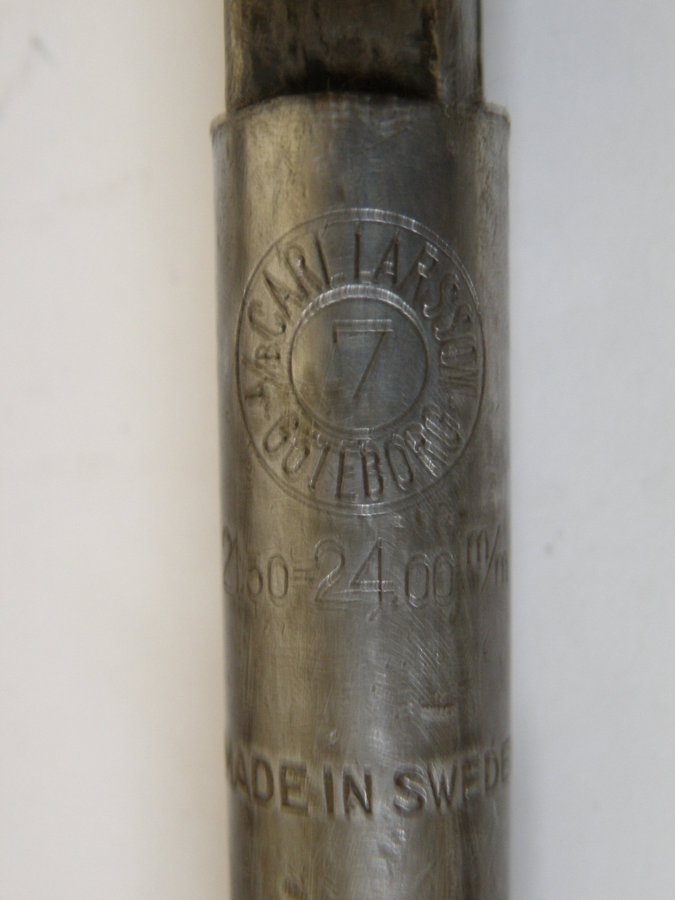 A/B CARL LARSSON
7
GÖTEBORG
21.50=24.00 m/m
MADE IN SWEDE